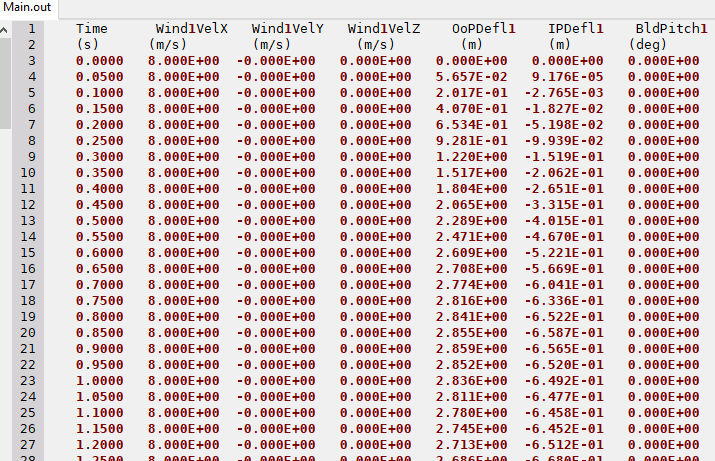 Main.out
1 Time Wind1VelX Wind1VelY Wind1VelZ OoPDefl1 IPDefl1 BldPitch1
2 (s) (m/s) (m/s) (m/s) (m) (m) (deg)
3 0.0000 8.000E+00 -0.000E+00 0.000E+00 0.000E+00 0.000E+00 0.000E+00
4 0.0500 8.000E+00 -0.000E+00 0.000E+00 5.657E-02 9.176E-05 0.000E+00
5 0.1000 8.000E+00 -0.000E+00 0.000E+00 2.017E-01 -2.765E-03 0.000E+00
6 0.1500 8.000E+00 -0.000E+00 0.000E+00 4.070E-01 -1.827E-02 0.000E+00
7 0.2000 8.000E+00 -0.000E+00 0.000E+00 6.534E-01 -5.198E-02 0.000E+00
8 0.2500 8.000E+00 -0.000E+00 0.000E+00 9.281E-01 -9.939E-02 0.000E+00
9 0.3000 8.000E+00 -0.000E+00 0.000E+00 1.220E+00 -1.519E-01 0.000E+00
10 0.3500 8.000E+00 -0.000E+00 0.000E+00 1.517E+00 -2.062E-01 0.000E+00
11 0.4000 8.000E+00 -0.000E+00 0.000E+00 1.804E+00 -2.651E-01 0.000E+00
12 0.4500 8.000E+00 -0.000E+00 0.000E+00 2.065E+00 -3.315E-01 0.000E+00
13 0.5000 8.000E+00 -0.000E+00 0.000E+00 2.289E+00 -4.015E-01 0.000E+00
14 0.5500 8.000E+00 -0.000E+00 0.000E+00 2.471E+00 -4.670E-01 0.000E+00
15 0.6000 8.000E+00 -0.000E+00 0.000E+00 2.609E+00 -5.221E-01 0.000E+00
16 0.6500 8.000E+00 -0.000E+00 0.000E+00 2.708E+00 -5.669E-01 0.000E+00
17 0.7000 8.000E+00 -0.000E+00 0.000E+00 2.774E+00 -6.041E-01 0.000E+00
18 0.7500 8.000E+00 -0.000E+00 0.000E+00 2.816E+00 -6.336E-01 0.000E+00
19 0.8000 8.000E+00 -0.000E+00 0.000E+00 2.841E+00 -6.522E-01 0.000E+00
20 0.8500 8.000E+00 -0.000E+00 0.000E+00 2.855E+00 -6.587E-01 0.000E+00
21 0.9000 8.000E+00 -0.000E+00 0.000E+00 2.859E+00 -6.565E-01 0.000E+00
22 0.9500 8.000E+00 -0.000E+00 0.000E+00 2.852E+00 -6.520E-01 0.000E+00
23 1.0000 8.000E+00 -0.000E+00 0.000E+00 2.836E+00 -6.492E-01 0.000E+00
24 1.0500 8.000E+00 -0.000E+00 0.000E+00 2.811E+00 -6.477E-01 0.000E+00
25 1.1000 8.000E+00 -0.000E+00 0.000E+00 2.780E+00 -6.458E-01 0.000E+00
26 1.1500 8.000E+00 -0.000E+00 0.000E+00 2.745E+00 -6.452E-01 0.000E+00
27 1.2000 8.000E+00 -0.000E+00 0.000E+00 2.713E+00 -6.512E-01 0.000E+00
28 1.2500 8.000E+00 -0.000E+00 0.000E+00 2.686E+00 -6.680E-01 0.000E+00